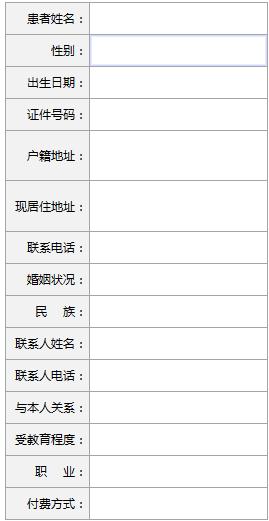 患者姓名：
性别：
出生日期：
证件号码：
户籍地址：
现居住地址：
联系电话：
婚姻状况：
民　族：
联系人姓名：
联系人电话：
与本人关系：
受教育程度：
职　业：
付费方式：